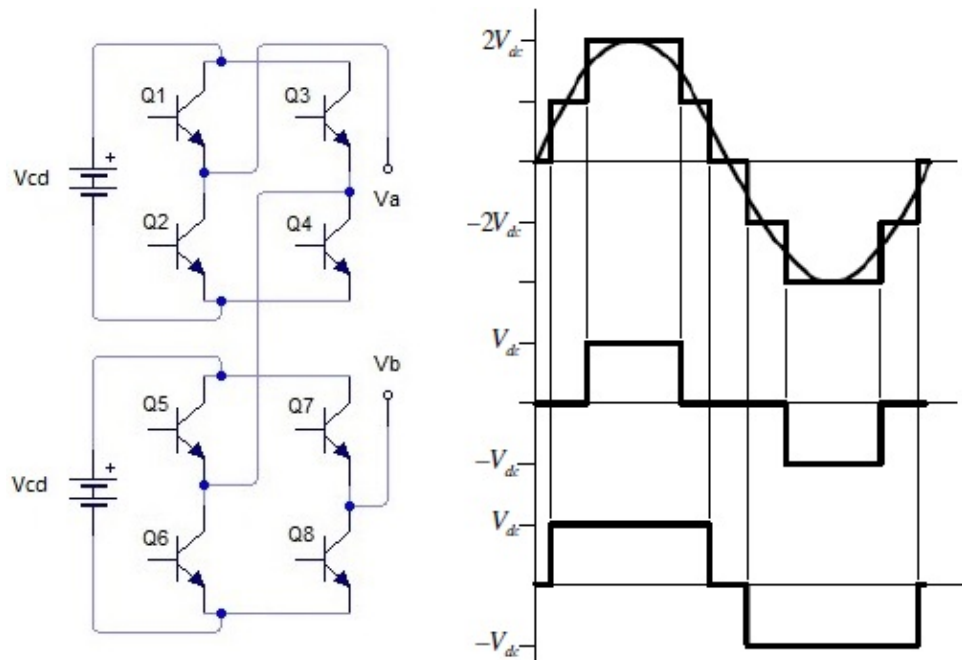 Q1
Q3
+
Vcd
Va
Q2
Q4
Vb
Q5
Q7
+
Vcd
Q6
Q8
2V_dc
−2V_dc
V_dc
−V_dc
V_dc
−V_dc